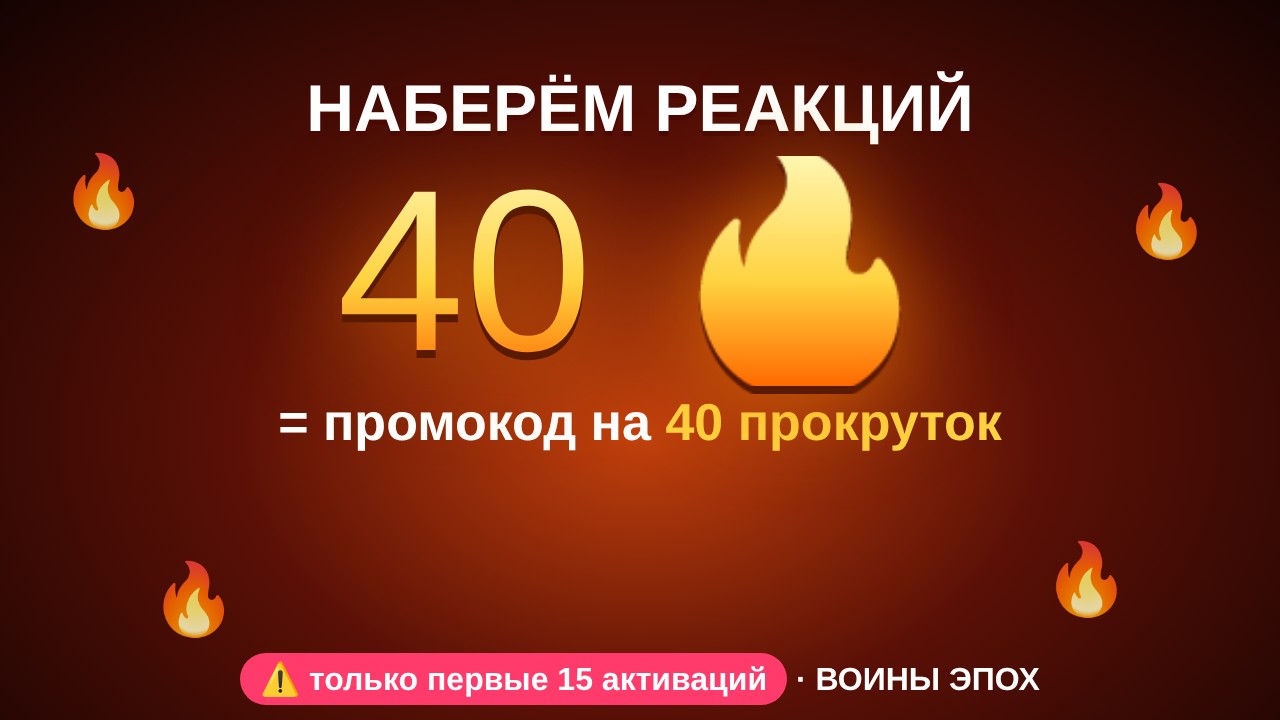 НАБЕРЁМ РЕАКЦИЙ
40 🔥
= промокод на 40 прокруток
⚠️ только первые 15 активаций · ВОИНЫ ЭПОХ